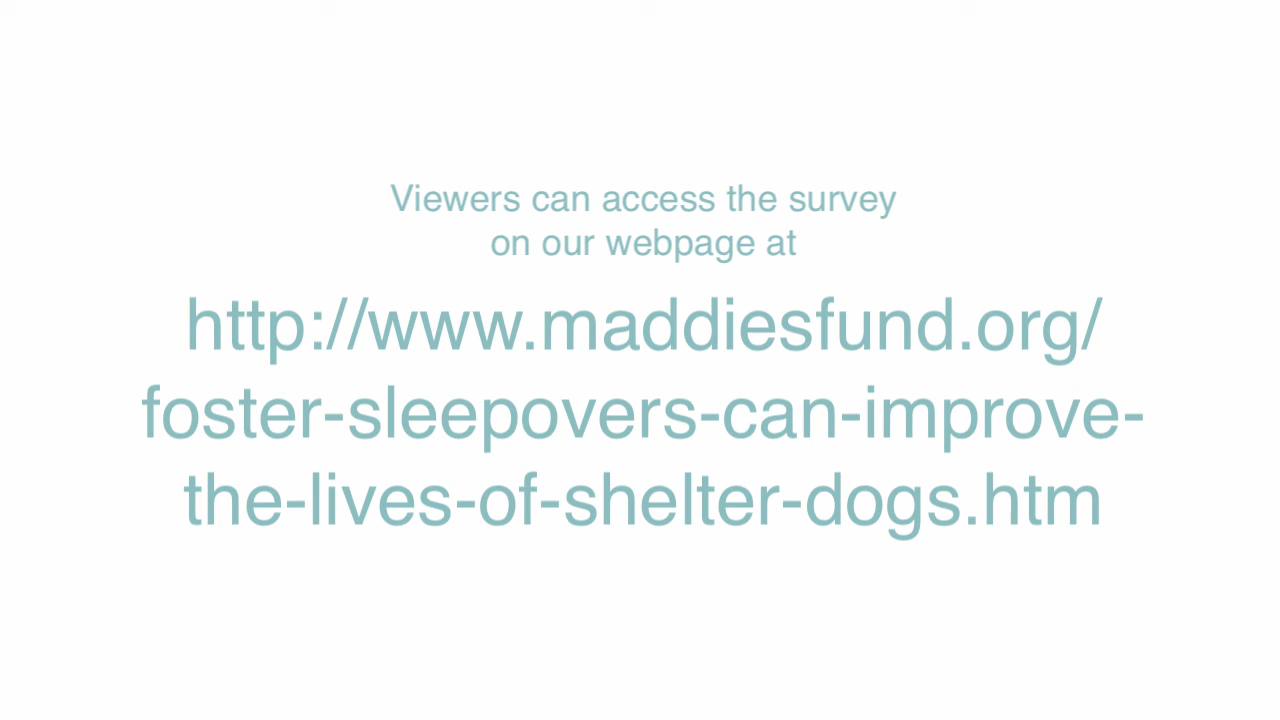 Viewers can access the survey
on our webpage at
http://www.maddiesfund.org/
foster-sleepovers-can-improve-
the-lives-of-shelter-dogs.htm